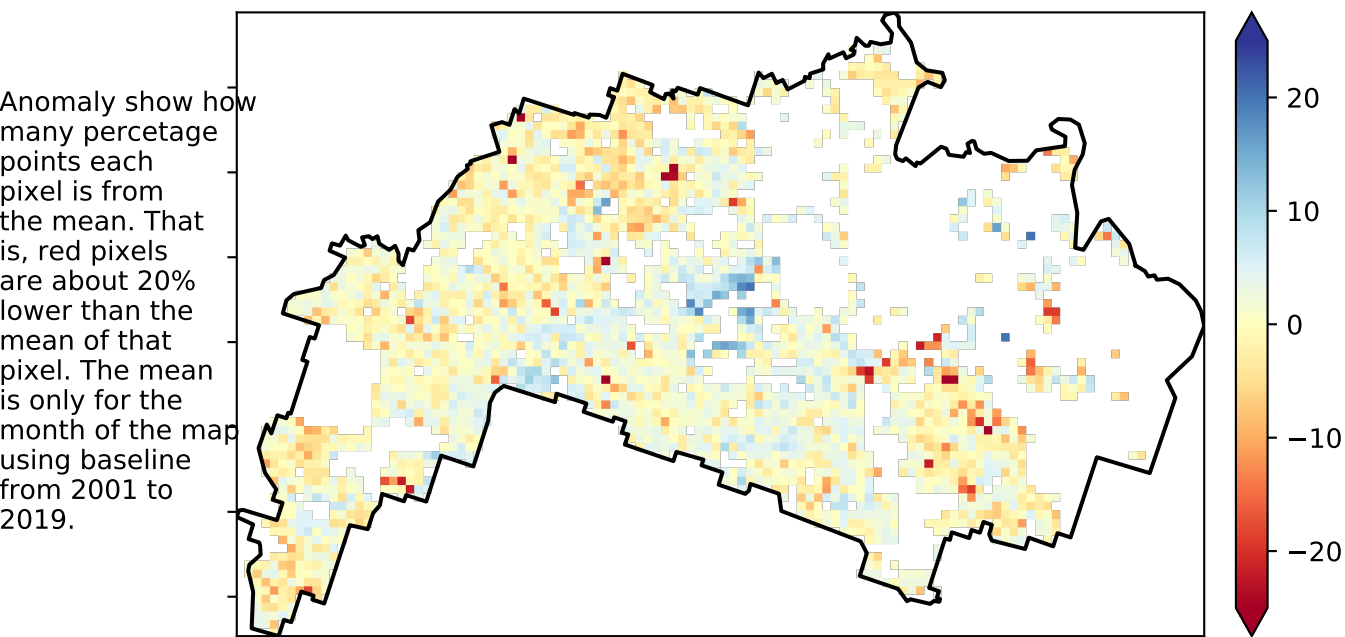 Anomaly show how
many percetage
points each
pixel is from
the mean. That
is, red pixels
are about 20%
lower than the
mean of that
pixel. The mean
is only for the
month of the map
using baseline
from 2001 to
2019.
20
10
0
−10
−20